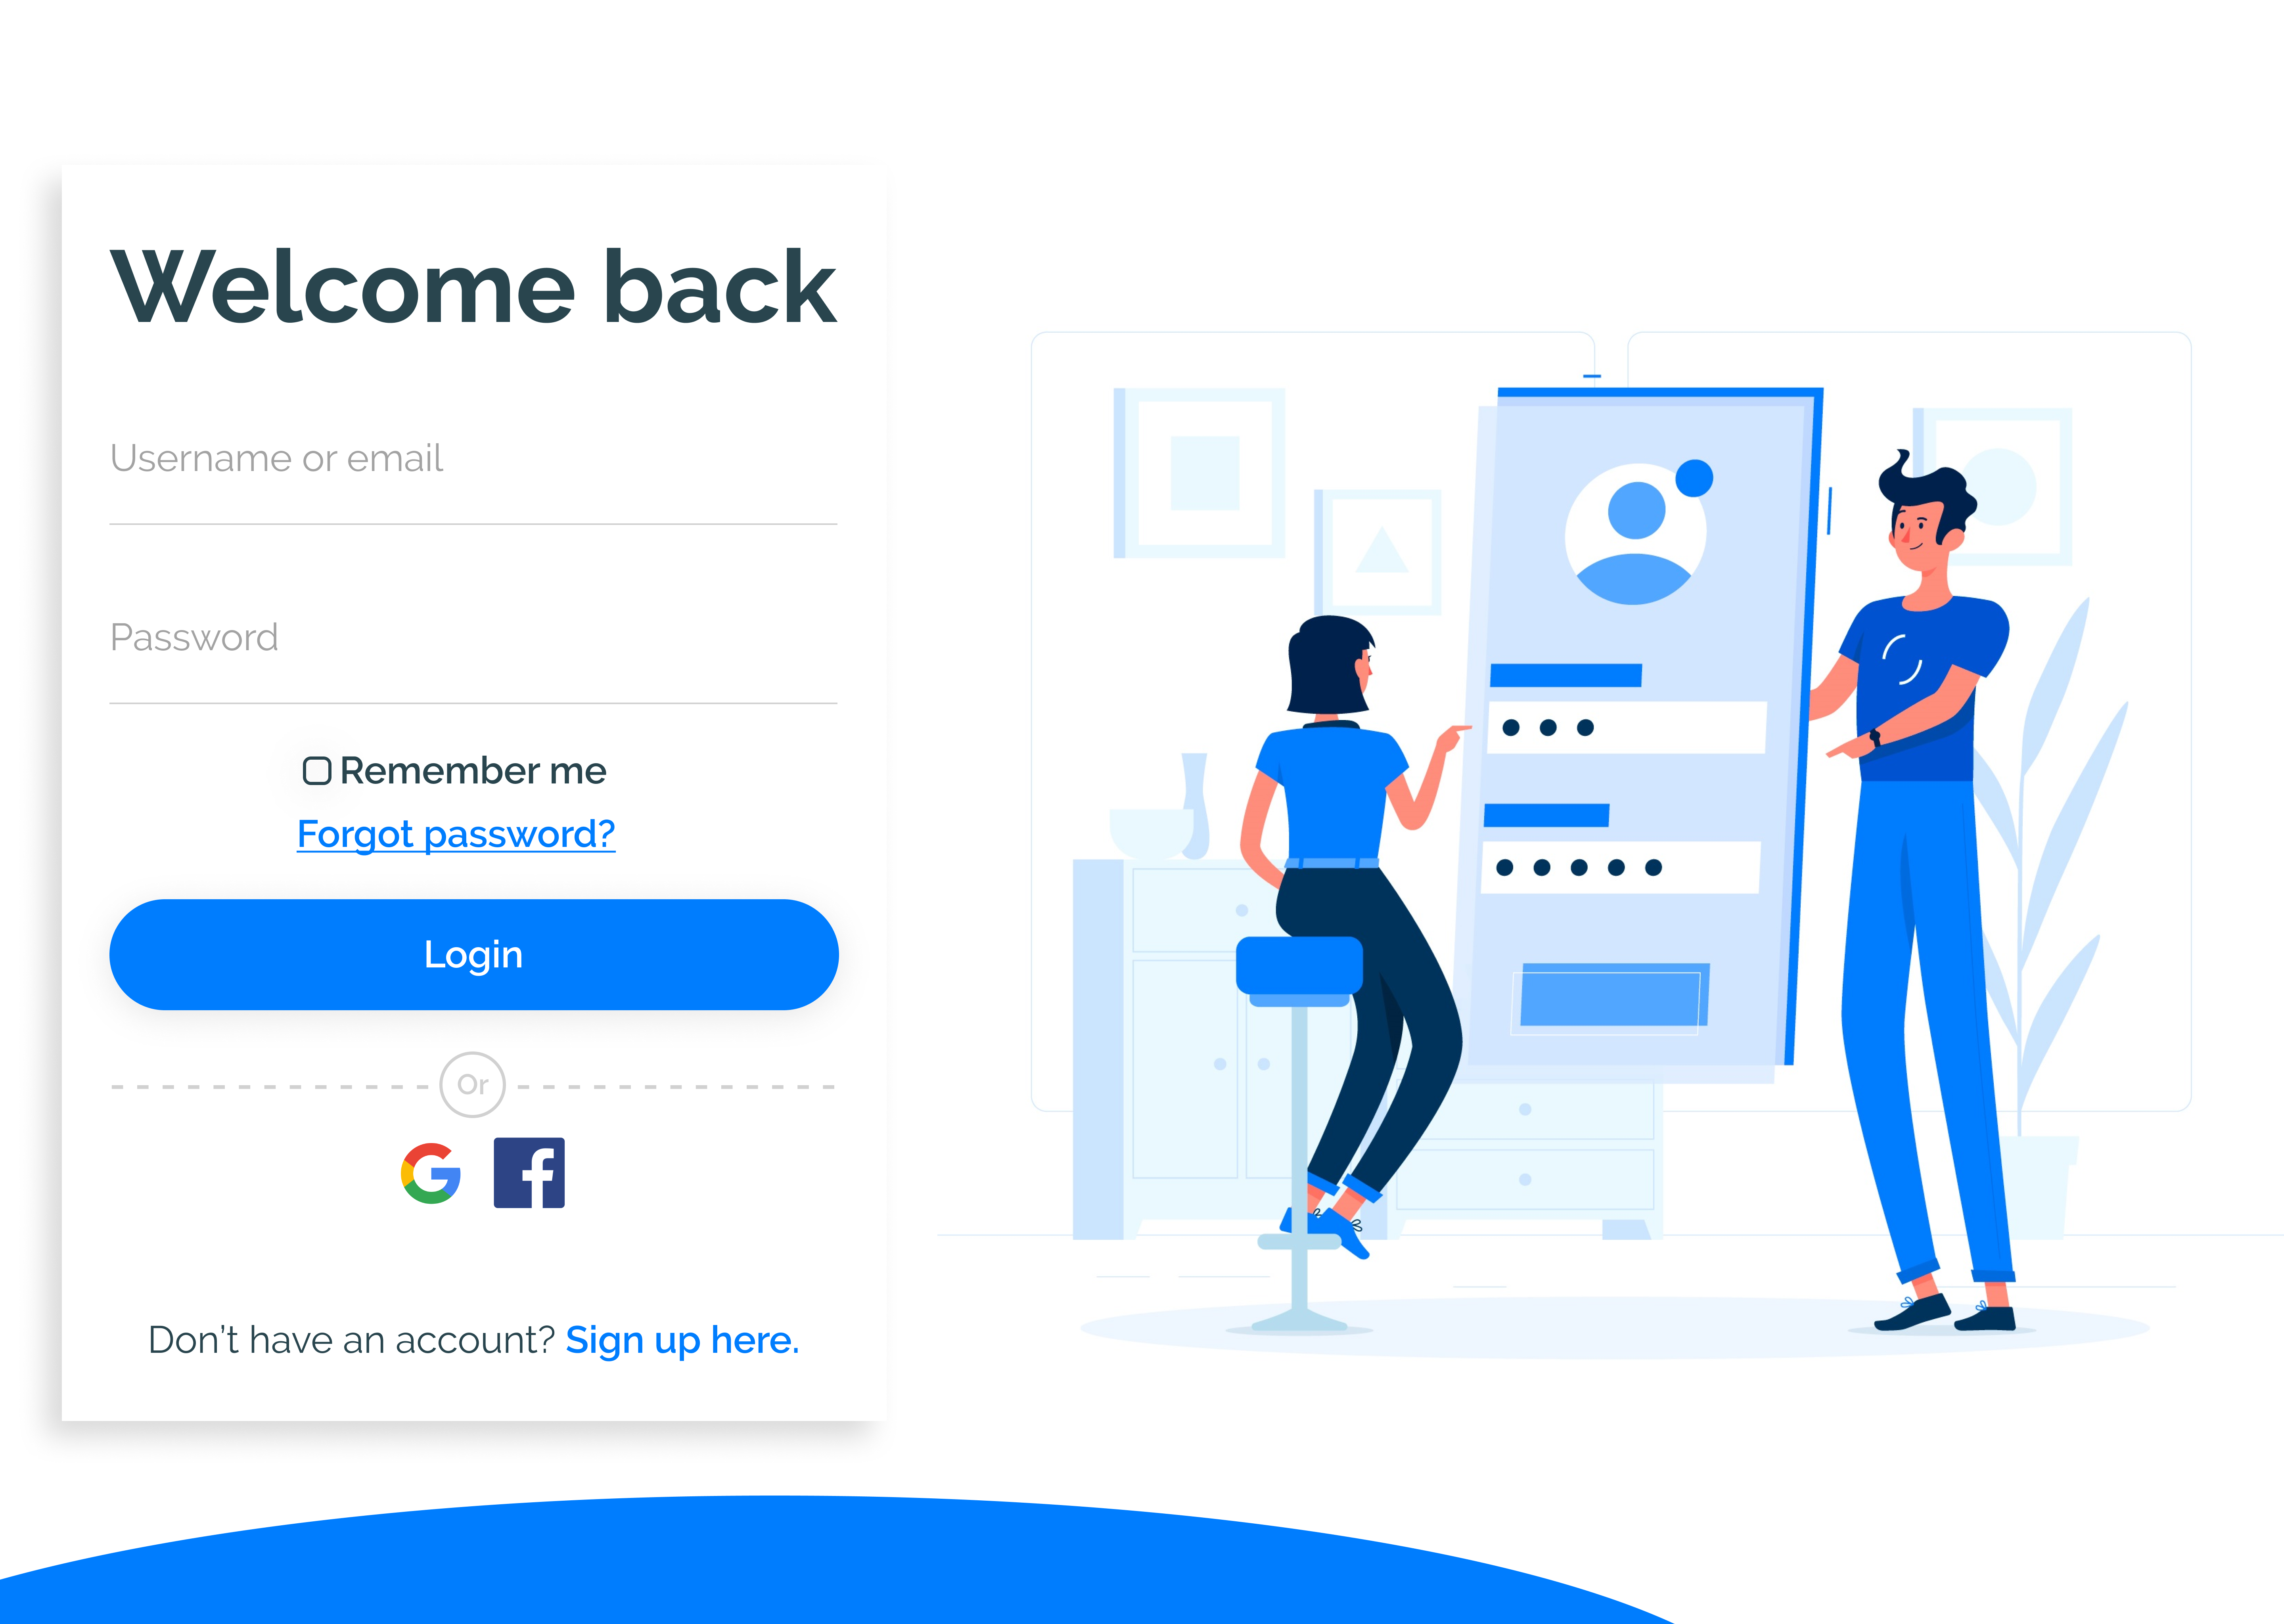 Welcome back
Username or email
Password
Remember me
Forgot password?
Login
Or
Don’t have an account? Sign up here.